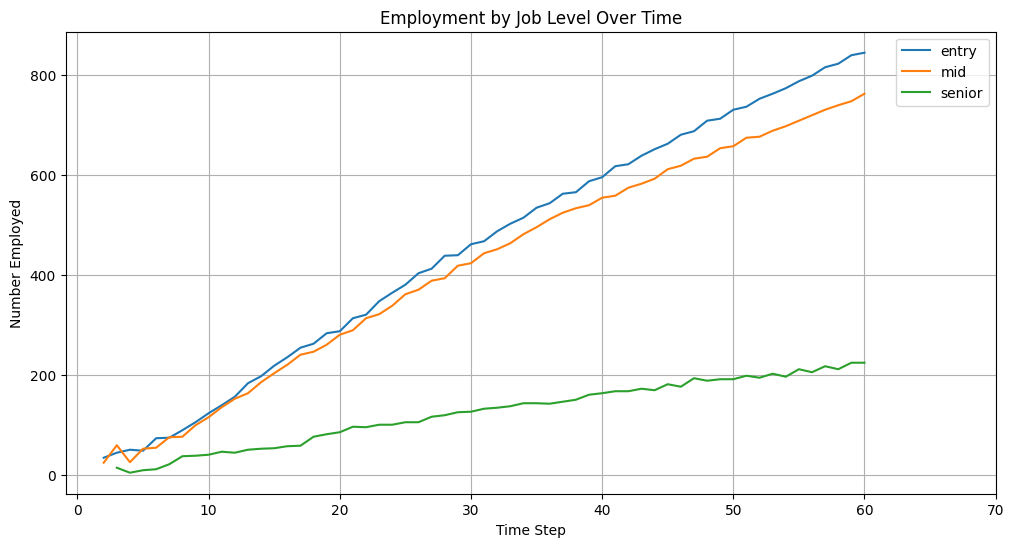 Employment by Job Level Over Time
entry
mid
senior
800
600
400
200
0
Number Employed
0 10 20 30 40 50 60 70
Time Step